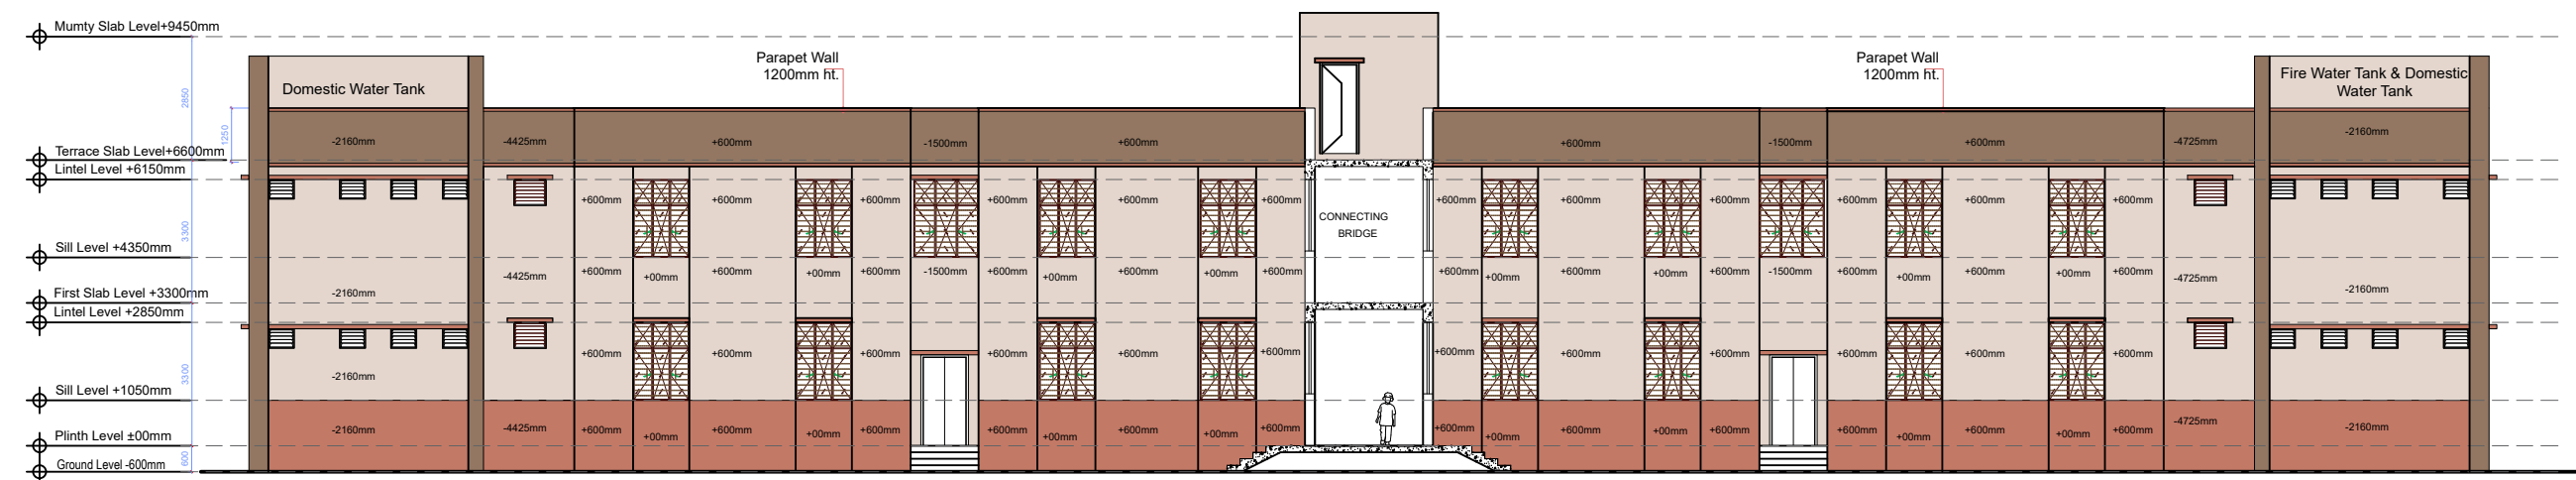 Mumty Slab Level+9450mm
Parapet Wall
1200mm ht.
Parapet Wall
1200mm ht.
Domestic Water Tank
Fire Water Tank & Domestic
Water Tank
2850
1250
-2160mm
-4425mm
+600mm
-1500mm
+600mm
+600mm
-1500mm
+600mm
-4725mm
-2160mm
Terrace Slab Level+6600mm
Lintel Level +6150mm
+600mm
+600mm
+600mm
+600mm
+600mm
+600mm
CONNECTING
BRIDGE
+600mm
+600mm
+600mm
+600mm
+600mm
+600mm
3300
Sill Level +4350mm
-4425mm
+600mm
+00mm
+600mm
+00mm
+600mm
-1500mm
+600mm
+00mm
+600mm
+00mm
+600mm
+600mm
+00mm
+600mm
+00mm
+600mm
-1500mm
+600mm
+00mm
+600mm
+00mm
+600mm
-4725mm
First Slab Level +3300mm
-2160mm
-2160mm
Lintel Level +2850mm
+600mm
+600mm
+600mm
+600mm
+600mm
+600mm
+600mm
+600mm
+600mm
+600mm
+600mm
+600mm
3300
-2160mm
-2160mm
Sill Level +1050mm
-2160mm
-4425mm
+600mm
+00mm
+600mm
+00mm
+600mm
+600mm
+00mm
+600mm
+00mm
+600mm
+600mm
+00mm
+600mm
+00mm
+600mm
+600mm
+00mm
+600mm
+00mm
+600mm
-4725mm
-2160mm
Plinth Level ±00mm
600
Ground Level -600mm